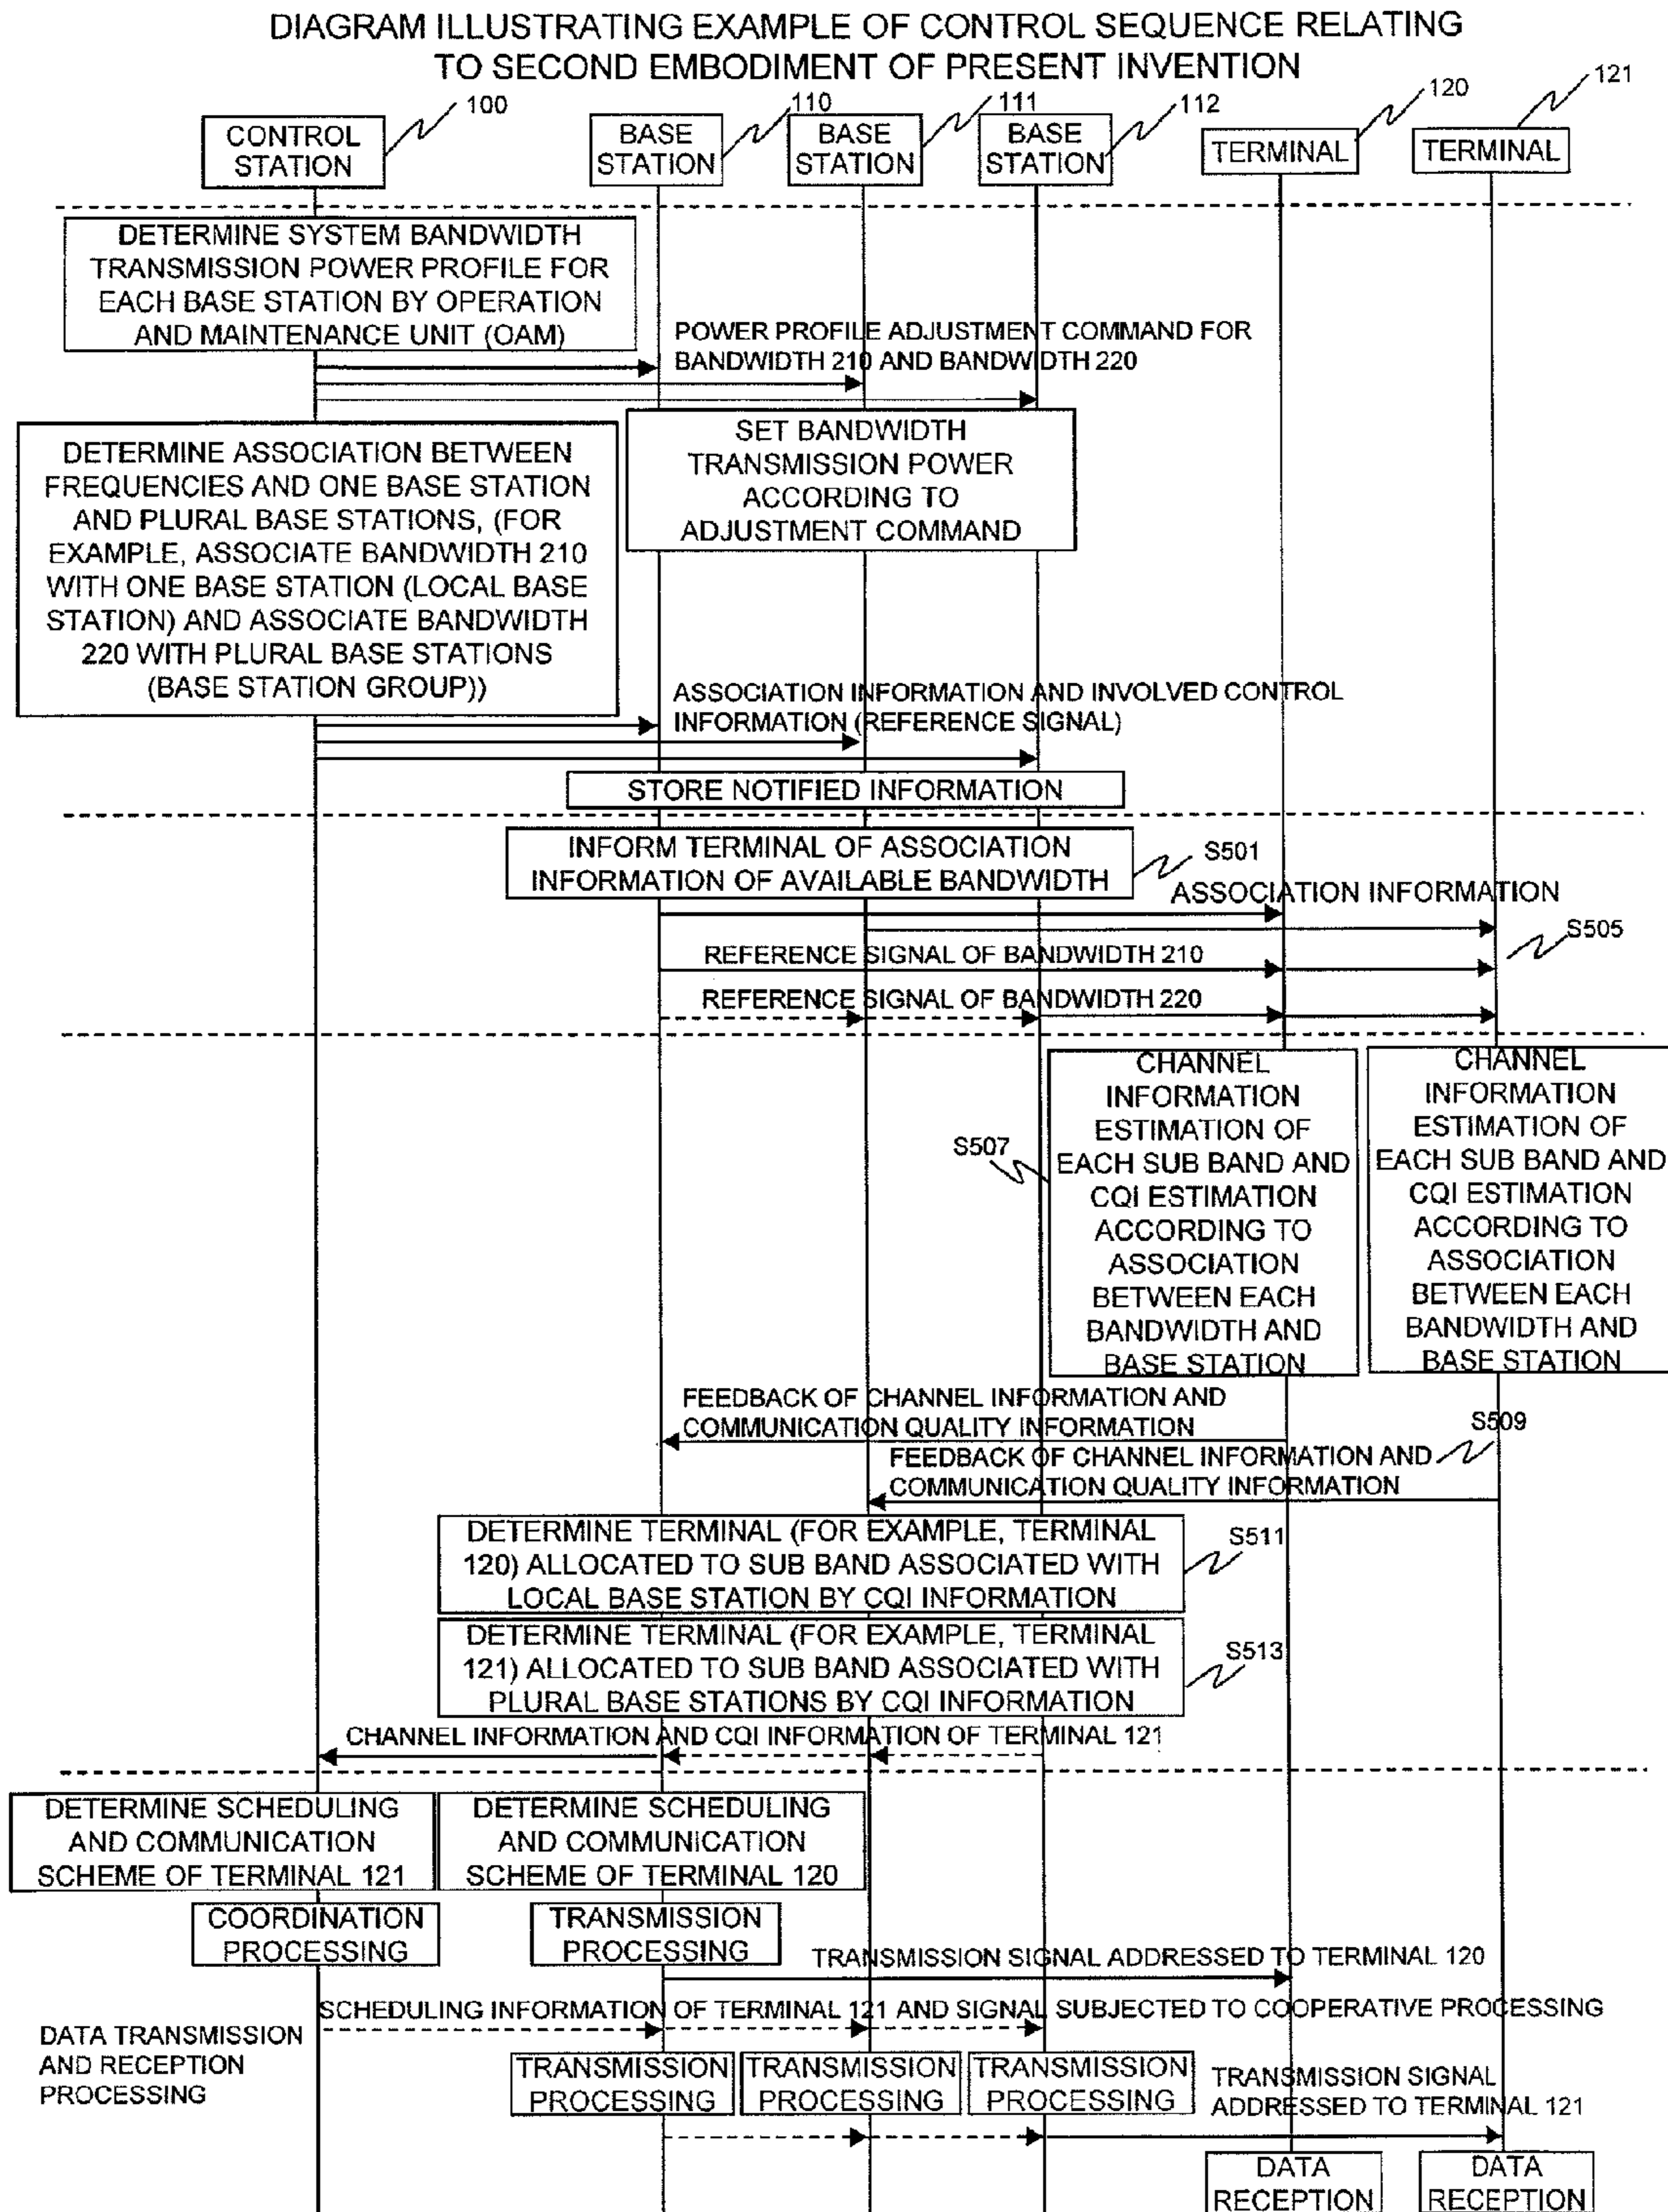 DIAGRAM ILLUSTRATING EXAMPLE OF CONTROL SEQUENCE RELATING
TO SECOND EMBODIMENT OF PRESENT INVENTION
100
110
111
112
120
121
CONTROL
STATION
BASE
STATION
BASE
STATION
BASE
STATION
TERMINAL
TERMINAL
DETERMINE SYSTEM BANDWIDTH
TRANSMISSION POWER PROFILE FOR
EACH BASE STATION BY OPERATION
AND MAINTENANCE UNIT (OAM)
POWER PROFILE ADJUSTMENT COMMAND FOR
BANDWIDTH 210 AND BANDWIDTH 220
SET BANDWIDTH
TRANSMISSION POWER
ACCORDING TO
ADJUSTMENT COMMAND
DETERMINE ASSOCIATION BETWEEN
FREQUENCIES AND ONE BASE STATION
AND PLURAL BASE STATIONS, (FOR
EXAMPLE, ASSOCIATE BANDWIDTH 210
WITH ONE BASE STATION (LOCAL BASE
STATION) AND ASSOCIATE BANDWIDTH
220 WITH PLURAL BASE STATIONS
(BASE STATION GROUP))
ASSOCIATION INFORMATION AND INVOLVED CONTROL
INFORMATION (REFERENCE SIGNAL)
STORE NOTIFIED INFORMATION
INFORM TERMINAL OF ASSOCIATION
INFORMATION OF AVAILABLE BANDWIDTH
S501
ASSOCIATION INFORMATION
S505
REFERENCE SIGNAL OF BANDWIDTH 210
REFERENCE SIGNAL OF BANDWIDTH 220
S507
CHANNEL
INFORMATION
ESTIMATION OF
EACH SUB BAND AND
CQI ESTIMATION
ACCORDING TO
ASSOCIATION
BETWEEN EACH
BANDWIDTH AND
BASE STATION
CHANNEL
INFORMATION
ESTIMATION OF
EACH SUB BAND AND
CQI ESTIMATION
ACCORDING TO
ASSOCIATION
BETWEEN EACH
BANDWIDTH AND
BASE STATION
FEEDBACK OF CHANNEL INFORMATION AND
COMMUNICATION QUALITY INFORMATION
S509
FEEDBACK OF CHANNEL INFORMATION AND
COMMUNICATION QUALITY INFORMATION
DETERMINE TERMINAL (FOR EXAMPLE, TERMINAL
120) ALLOCATED TO SUB BAND ASSOCIATED WITH
LOCAL BASE STATION BY CQI INFORMATION
S511
DETERMINE TERMINAL (FOR EXAMPLE, TERMINAL
121) ALLOCATED TO SUB BAND ASSOCIATED WITH
PLURAL BASE STATIONS BY CQI INFORMATION
S513
CHANNEL INFORMATION AND CQI INFORMATION OF TERMINAL 121
DETERMINE SCHEDULING
AND COMMUNICATION
SCHEME OF TERMINAL 121
DETERMINE SCHEDULING
AND COMMUNICATION
SCHEME OF TERMINAL 120
COORDINATION
PROCESSING
TRANSMISSION
PROCESSING
TRANSMISSION SIGNAL ADDRESSED TO TERMINAL 120
SCHEDULING INFORMATION OF TERMINAL 121 AND SIGNAL SUBJECTED TO COOPERATIVE PROCESSING
DATA TRANSMISSION
AND RECEPTION
PROCESSING
TRANSMISSION
PROCESSING
TRANSMISSION
PROCESSING
TRANSMISSION
PROCESSING
TRANSMISSION SIGNAL
ADDRESSED TO TERMINAL 121
DATA
RECEPTION
DATA
RECEPTION